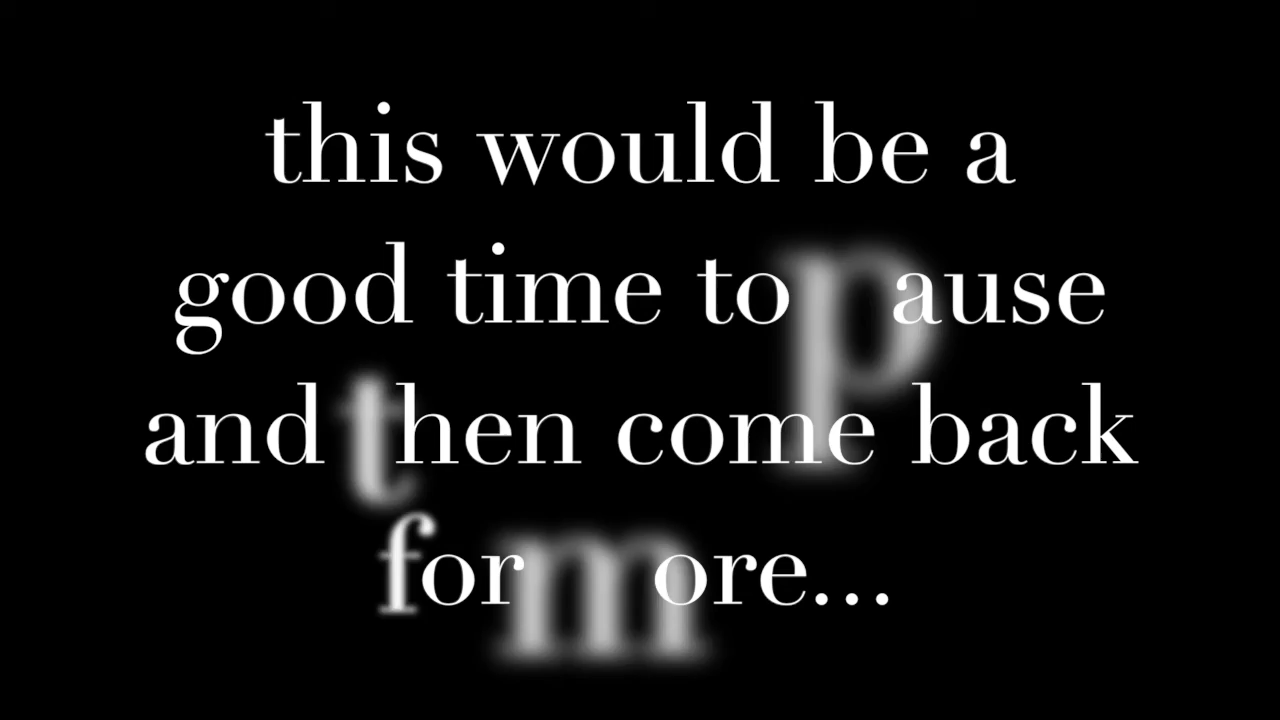 this would be a
good time to pause
and then come back
for more...